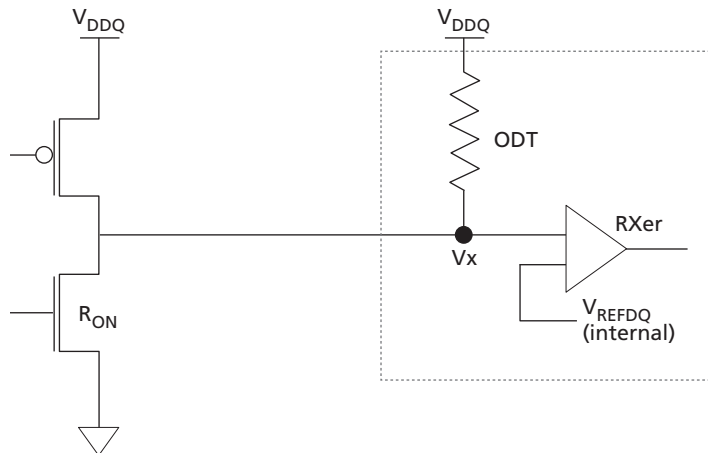 VDDQ
VDDQ
ODT
RXer
Vx
VREFDQ
(internal)
RON